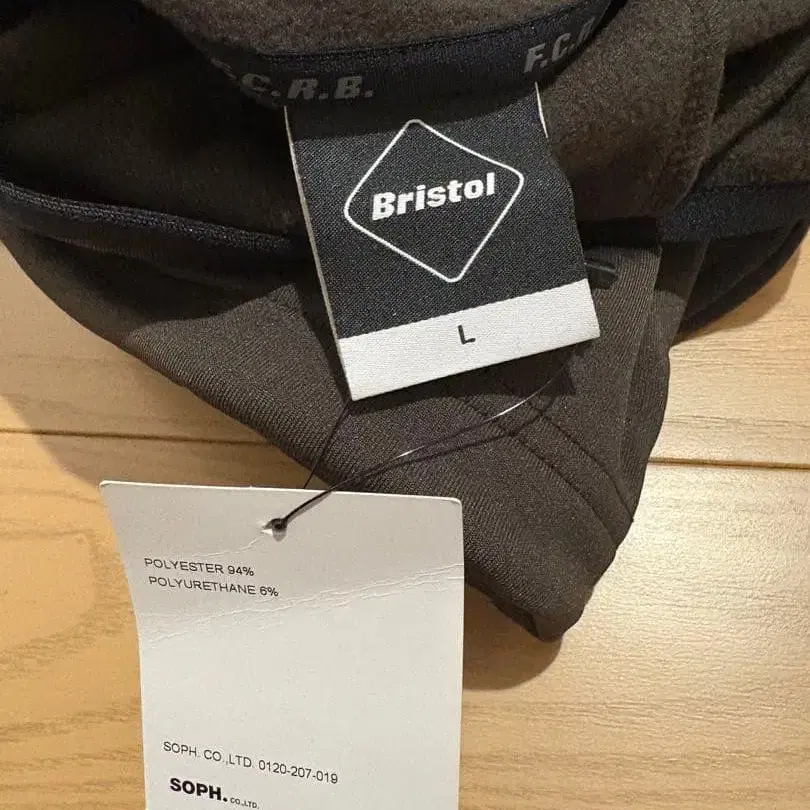 F.C.R.B.
F.C.R
Bristol
L
POLYESTER 94%
POLYURETHANE 6%
SOPH. CO.,LTD. 0120-207-019
SOPH. CO.,LTD.